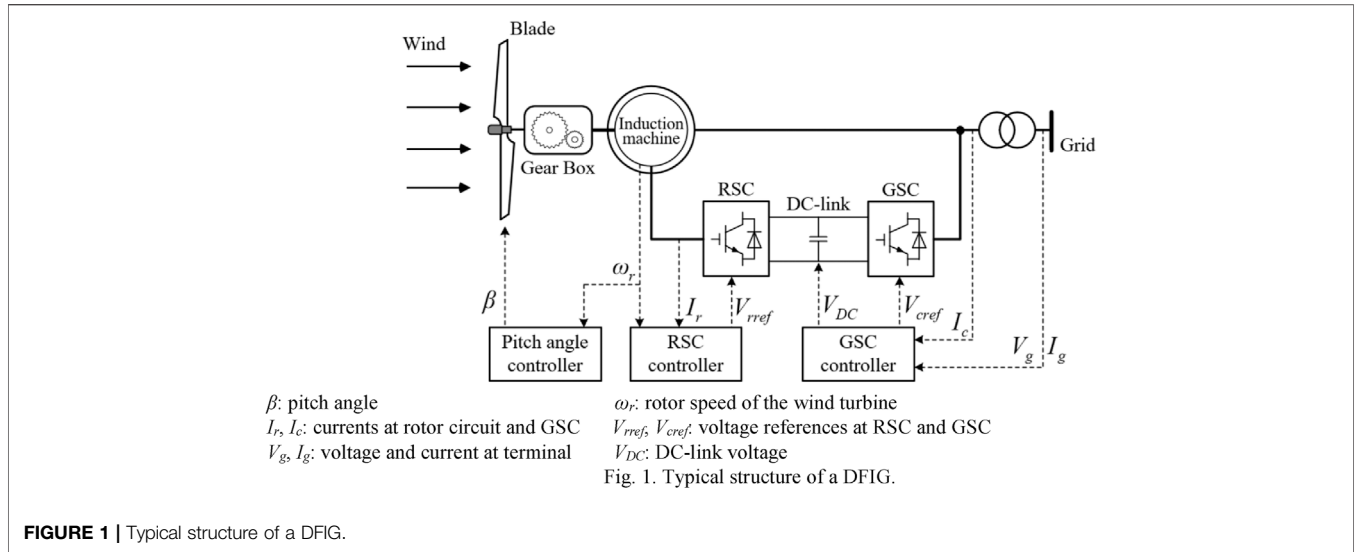 Wind
Blade
Gear Box
Induction
machine
Grid
RSC
DC-link
GSC
β
ωr
Ir
Vrref
VDC
Vcref
Ic
Vg
Ig
Pitch angle
controller
RSC
controller
GSC
controller
β: pitch angle
ωr: rotor speed of the wind turbine
Ir, Ic: currents at rotor circuit and GSC
Vrref, Vcref: voltage references at RSC and GSC
Vg, Ig: voltage and current at terminal
VDC: DC-link voltage
Fig. 1. Typical structure of a DFIG.
FIGURE 1 | Typical structure of a DFIG.